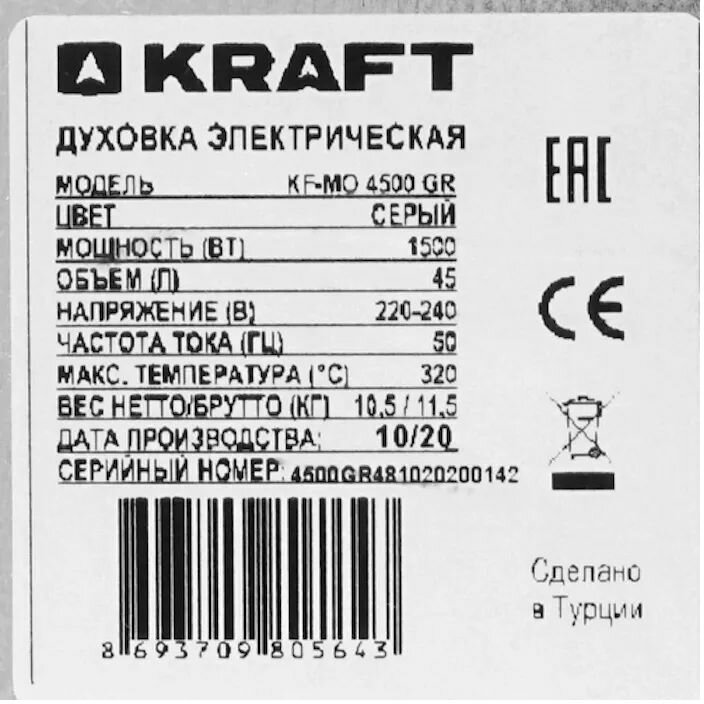 KRAFT
ДУХОВКА ЭЛЕКТРИЧЕСКАЯ
МОДЕЛЬ KF-MO 4500 GR
ЦВЕТ СЕРЫЙ
МОЩНОСТЬ (ВТ) 1500
ОБЪЕМ (Л) 45
НАПРЯЖЕНИЕ (В) 220-240
ЧАСТОТА ТОКА (ГЦ) 50
МАКС. ТЕМПЕРАТУРА (°С) 320
ВЕС НЕТТО/БРУТТО (КГ) 10,5 / 11,5
ДАТА ПРОИЗВОДСТВА: 10/20
СЕРИЙНЫЙ НОМЕР: 4500GR481020200142
8 693709 805643
EAC
CE
Сделано
в Турции